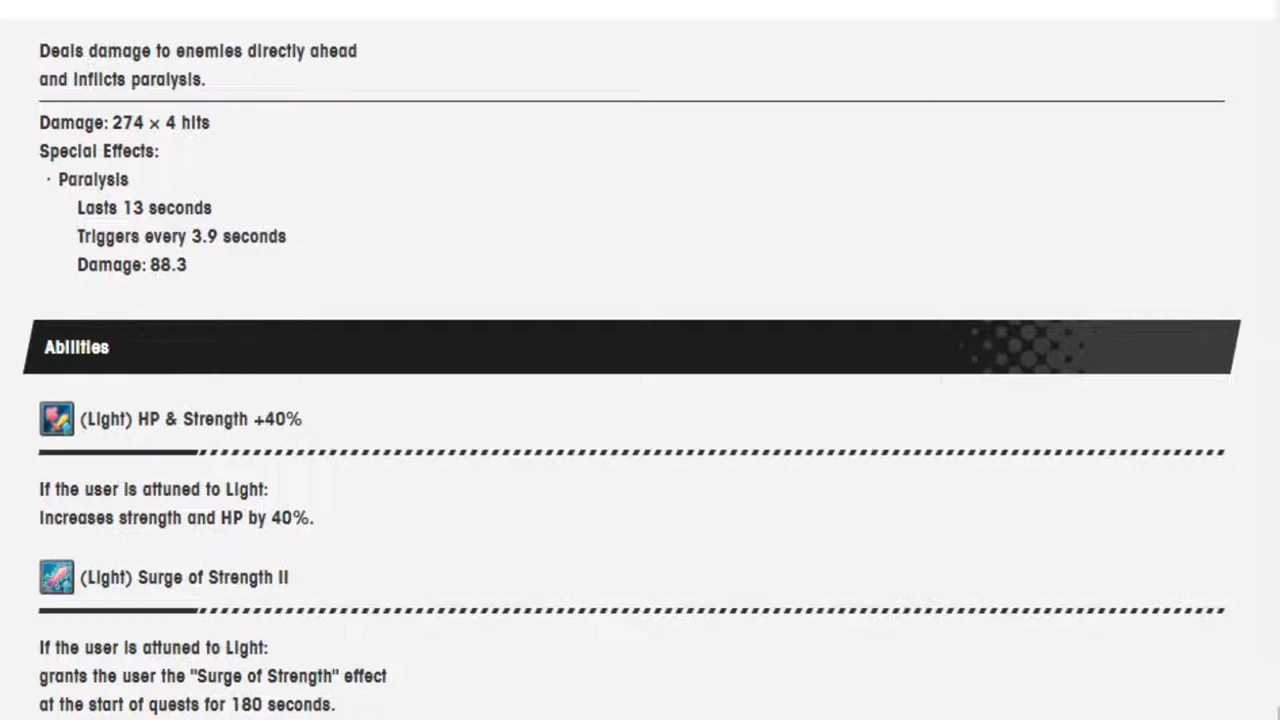 Deals damage to enemies directly ahead
and inflicts paralysis.
Damage: 274 × 4 hits
Special Effects:
· Paralysis
Lasts 13 seconds
Triggers every 3.9 seconds
Damage: 88.3
Abilities
(Light) HP & Strength +40%
If the user is attuned to Light:
Increases strength and HP by 40%.
(Light) Surge of Strength II
If the user is attuned to Light:
grants the user the "Surge of Strength" effect
at the start of quests for 180 seconds.